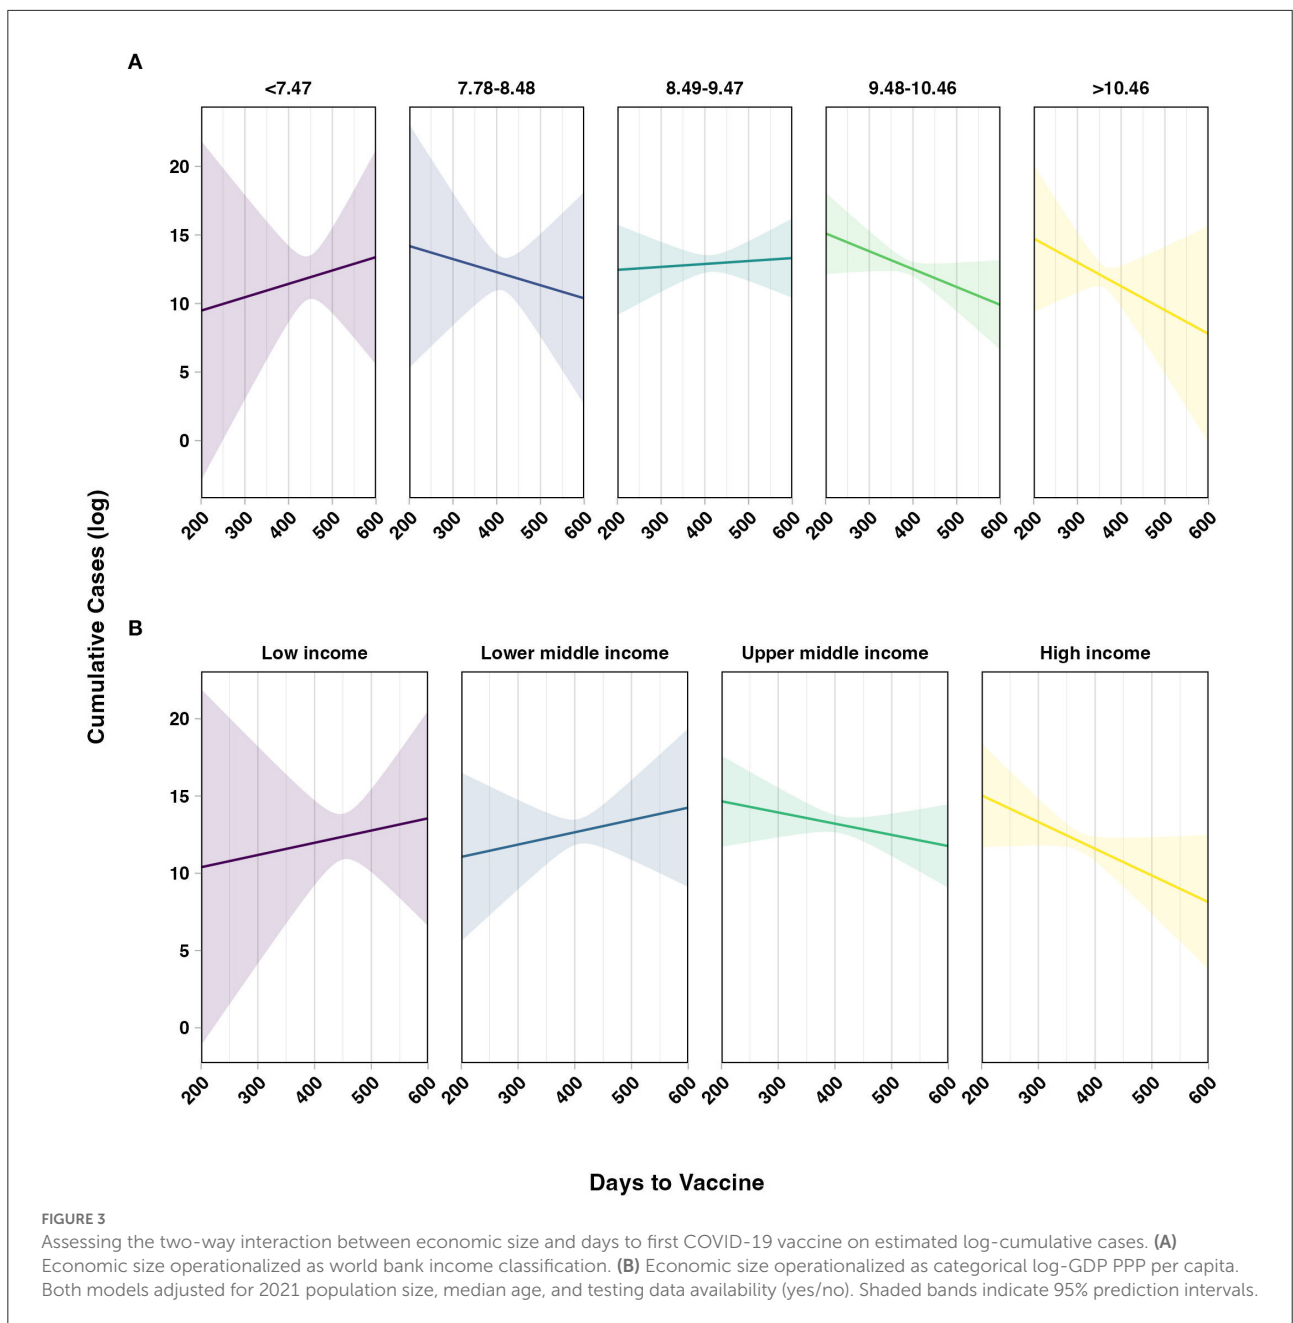 A
<7.47 7.78-8.48 8.49-9.47 9.48-10.46 >10.46
20
15
10
5
0
200 300 400 500 600 200 300 400 500 600 200 300 400 500 600 200 300 400 500 600 200 300 400 500 600
Cumulative Cases (log)
B
Low income Lower middle income Upper middle income High income
20
15
10
5
0
200 300 400 500 600 200 300 400 500 600 200 300 400 500 600 200 300 400 500 600
Days to Vaccine
FIGURE 3
Assessing the two-way interaction between economic size and days to first COVID-19 vaccine on estimated log-cumulative cases. (A)
Economic size operationalized as world bank income classification. (B) Economic size operationalized as categorical log-GDP PPP per capita.
Both models adjusted for 2021 population size, median age, and testing data availability (yes/no). Shaded bands indicate 95% prediction intervals.